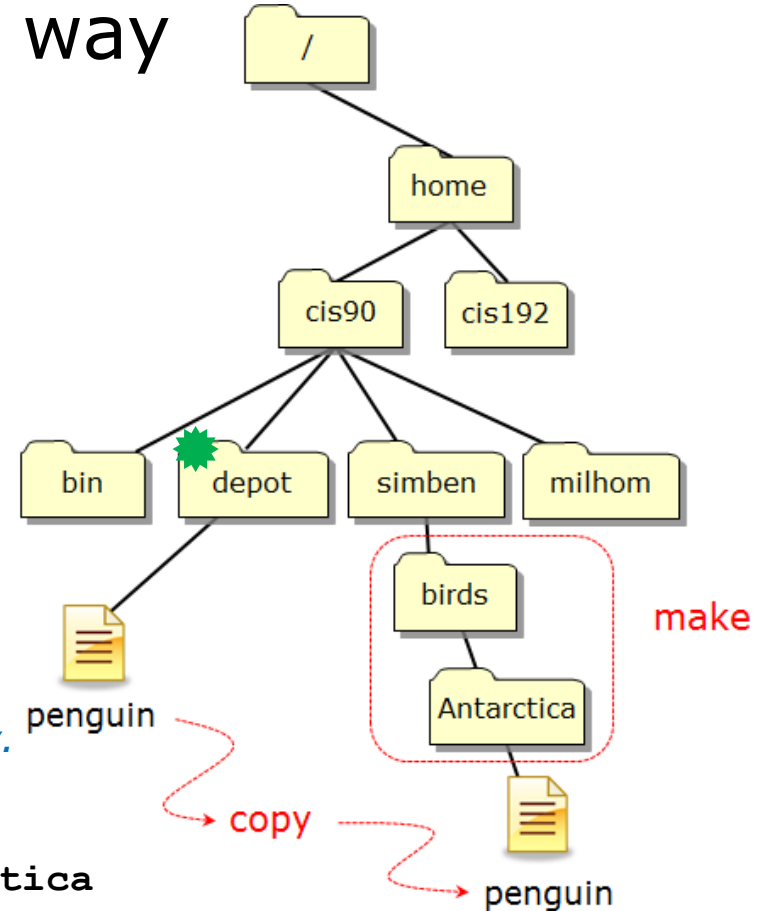 way
/
home
cis90
cis192
bin
depot
simben
milhom
birds
make
Antarctica
penguin
copy
tica
penguin